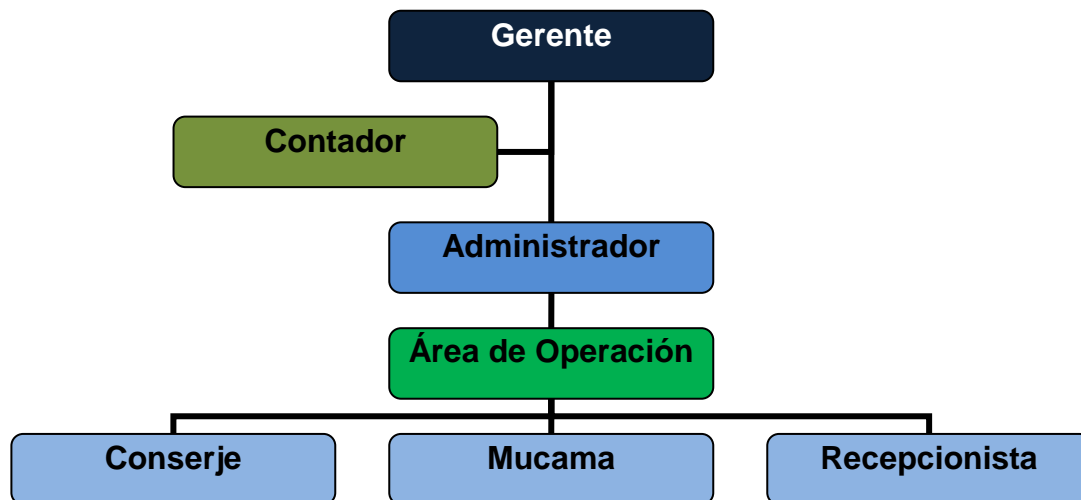 Gerente
Contador
Administrador
Área de Operación
Conserje
Mucama
Recepcionista